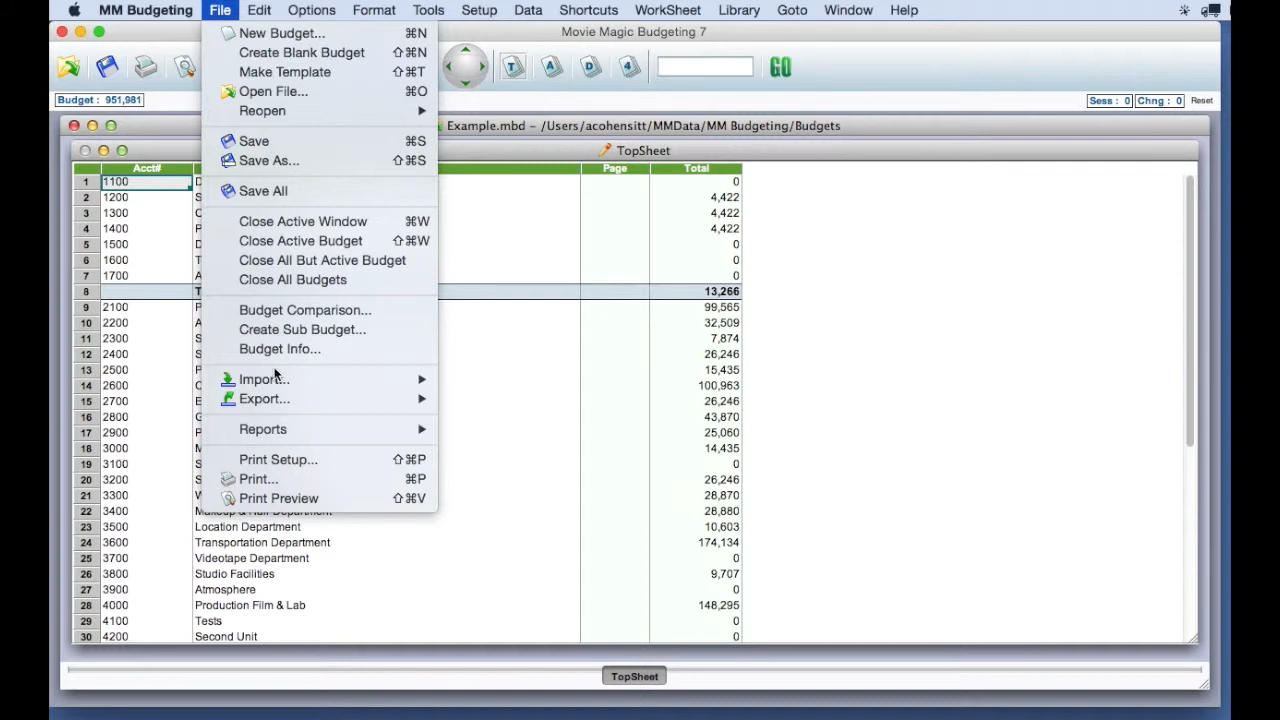 MM Budgeting File Edit Options Format Tools Setup Data Shortcuts WorkSheet Library Goto Window Help
Movie Magic Budgeting 7
T A D 4 GO
Budget : 951,981 Sess : 0 Chng : 0 Reset
Example.mbd - /Users/acohensitt/MMData/MM Budgeting/Budgets
TopSheet
New Budget... ⌘N
Create Blank Budget ⇧⌘N
Make Template ⇧⌘T
Open File... ⌘O
Reopen
Save ⌘S
Save As... ⇧⌘S
Save All
Close Active Window ⌘W
Close Active Budget ⇧⌘W
Close All But Active Budget
Close All Budgets
Budget Comparison...
Create Sub Budget...
Budget Info...
Import...
Export...
Reports
Print Setup... ⇧⌘P
Print... ⌘P
Print Preview ⇧⌘V
Acct# Page Total
1 1100 D 0
2 1200 S 4,422
3 1300 C 4,422
4 1400 P 4,422
5 1500 D 0
6 1600 T 0
7 1700 A 0
8 T 13,266
9 2100 P 99,565
10 2200 A 32,509
11 2300 S 7,874
12 2400 S 26,246
13 2500 P 15,435
14 2600 C 100,963
15 2700 E 26,246
16 2800 G 43,870
17 2900 P 25,060
18 3000 M 14,435
19 3100 S 0
20 3200 S 26,246
21 3300 W 28,870
22 3400 Makeup & Hair Department 28,880
23 3500 Location Department 10,603
24 3600 Transportation Department 174,134
25 3700 Videotape Department 0
26 3800 Studio Facilities 9,707
27 3900 Atmosphere 0
28 4000 Production Film & Lab 148,295
29 4100 Tests 0
30 4200 Second Unit 0
TopSheet